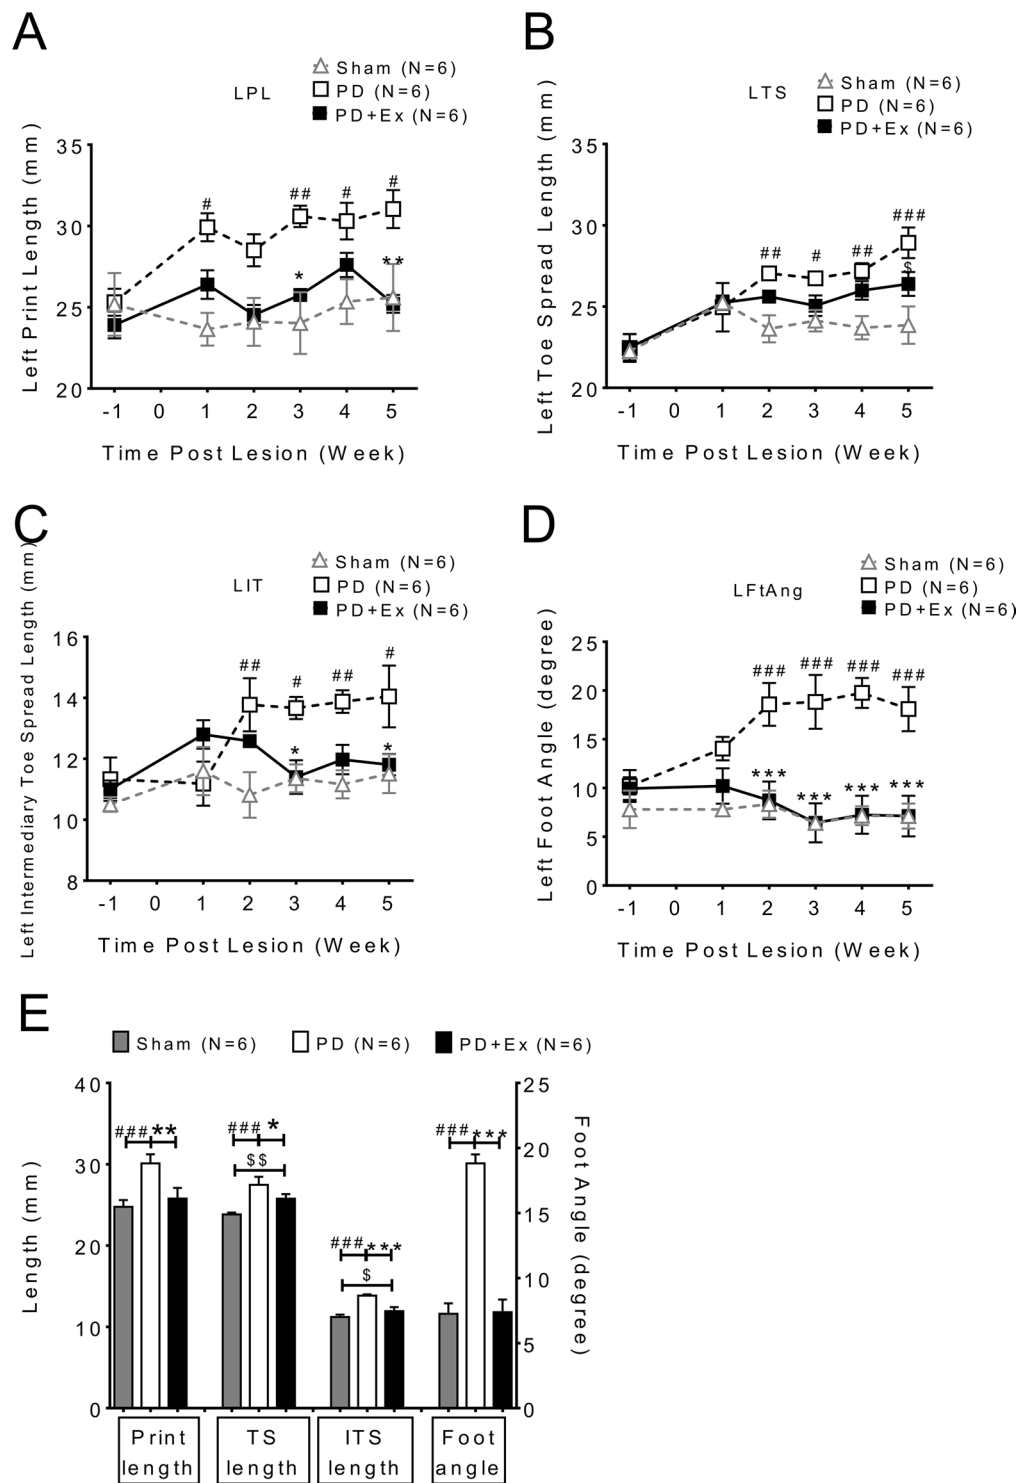 A
LPL
Sham (N=6)
PD (N=6)
PD+Ex (N=6)
Left Print Length (mm)
35
30
25
20
# ## # #
* **
-1 0 1 2 3 4 5
Time Post Lesion (Week)
B
LTS
Sham (N=6)
PD (N=6)
PD+Ex (N=6)
Left Toe Spread Length (mm)
35
30
25
20
## # ## ###
$
-1 0 1 2 3 4 5
Time Post Lesion (Week)
C
LIT
Sham (N=6)
PD (N=6)
PD+Ex (N=6)
Left Intermediary Toe Spread Length (mm)
16
14
12
10
8
## # ## #
* *
-1 0 1 2 3 4 5
Time Post Lesion (Week)
D
LFtAng
Sham (N=6)
PD (N=6)
PD+Ex (N=6)
Left Foot Angle (degree)
25
20
15
10
5
0
### ### ### ###
*** *** *** ***
-1 0 1 2 3 4 5
Time Post Lesion (Week)
E
Sham (N=6) PD (N=6) PD+Ex (N=6)
Length (mm)
40
30
20
10
0
### **
### *
$$
### ***
$
### ***
25
20
15
10
5
0
Foot Angle (degree)
Print length
TS length
ITS length
Foot angle